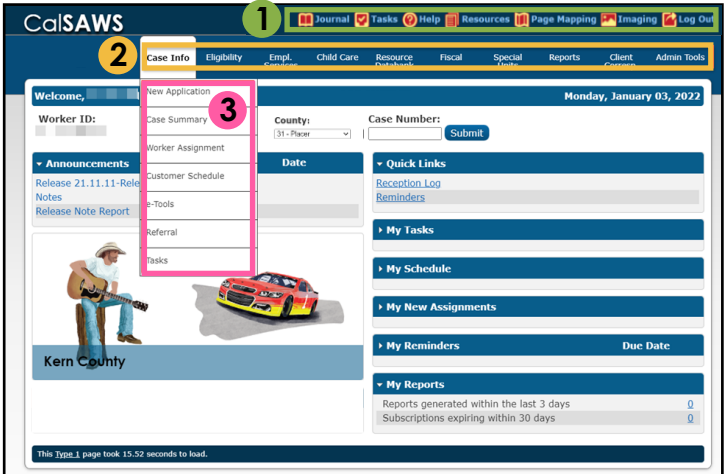 CalSAWS
1
Journal Tasks Help Resources Page Mapping Imaging Log Out
2
Case Info Eligibility Empl. Services Child Care Resource Databank Fiscal Special Units Reports Client Corresp. Admin Tools
Welcome,
Monday, January 03, 2022
New Application
3
Case Summary
Worker Assignment
Customer Schedule
e-Tools
Referral
Tasks
Worker ID:
County:
31 - Placer
Case Number:
Submit
Announcements Date
Release 21.11.11-Rele
Notes
Release Note Report
Quick Links
Reception Log
Reminders
My Tasks
My Schedule
My New Assignments
My Reminders Due Date
My Reports
Reports generated within the last 3 days 0
Subscriptions expiring within 30 days 0
Kern County
This Type 1 page took 15.52 seconds to load.